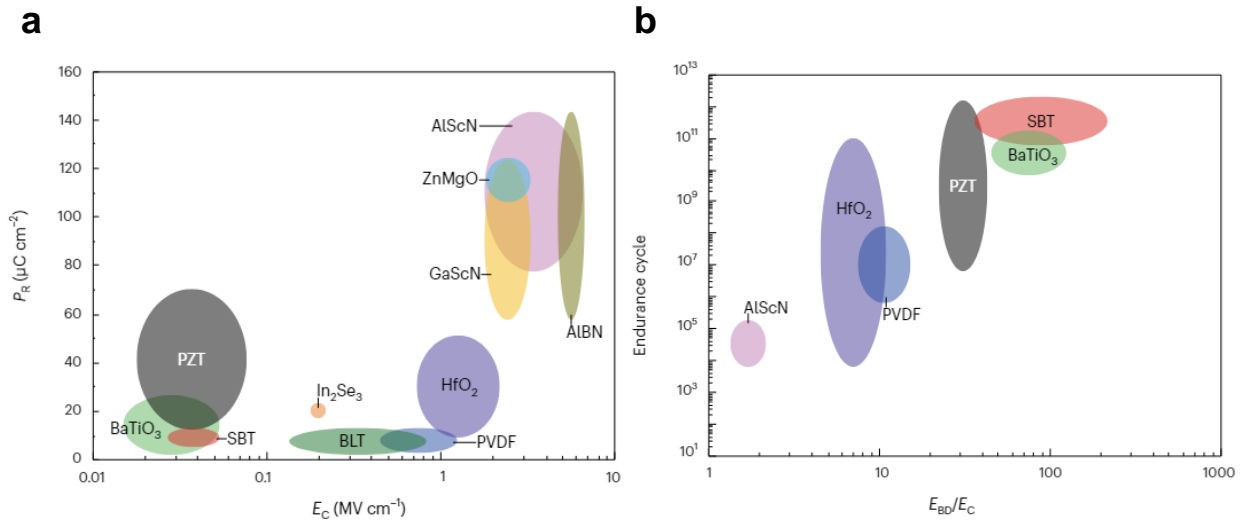 a
160
140
120
100
80
60
40
20
0
P_R (µC cm⁻²)
AlScN
ZnMgO
GaScN
AlBN
PZT
In₂Se₃
HfO₂
BaTiO₃
SBT
BLT
PVDF
0.01
0.1
1
10
E_C (MV cm⁻¹)
b
10¹³
10¹¹
10⁹
10⁷
10⁵
10³
10¹
Endurance cycle
SBT
BaTiO₃
PZT
HfO₂
PVDF
AlScN
1
10
100
1000
E_BD/E_C